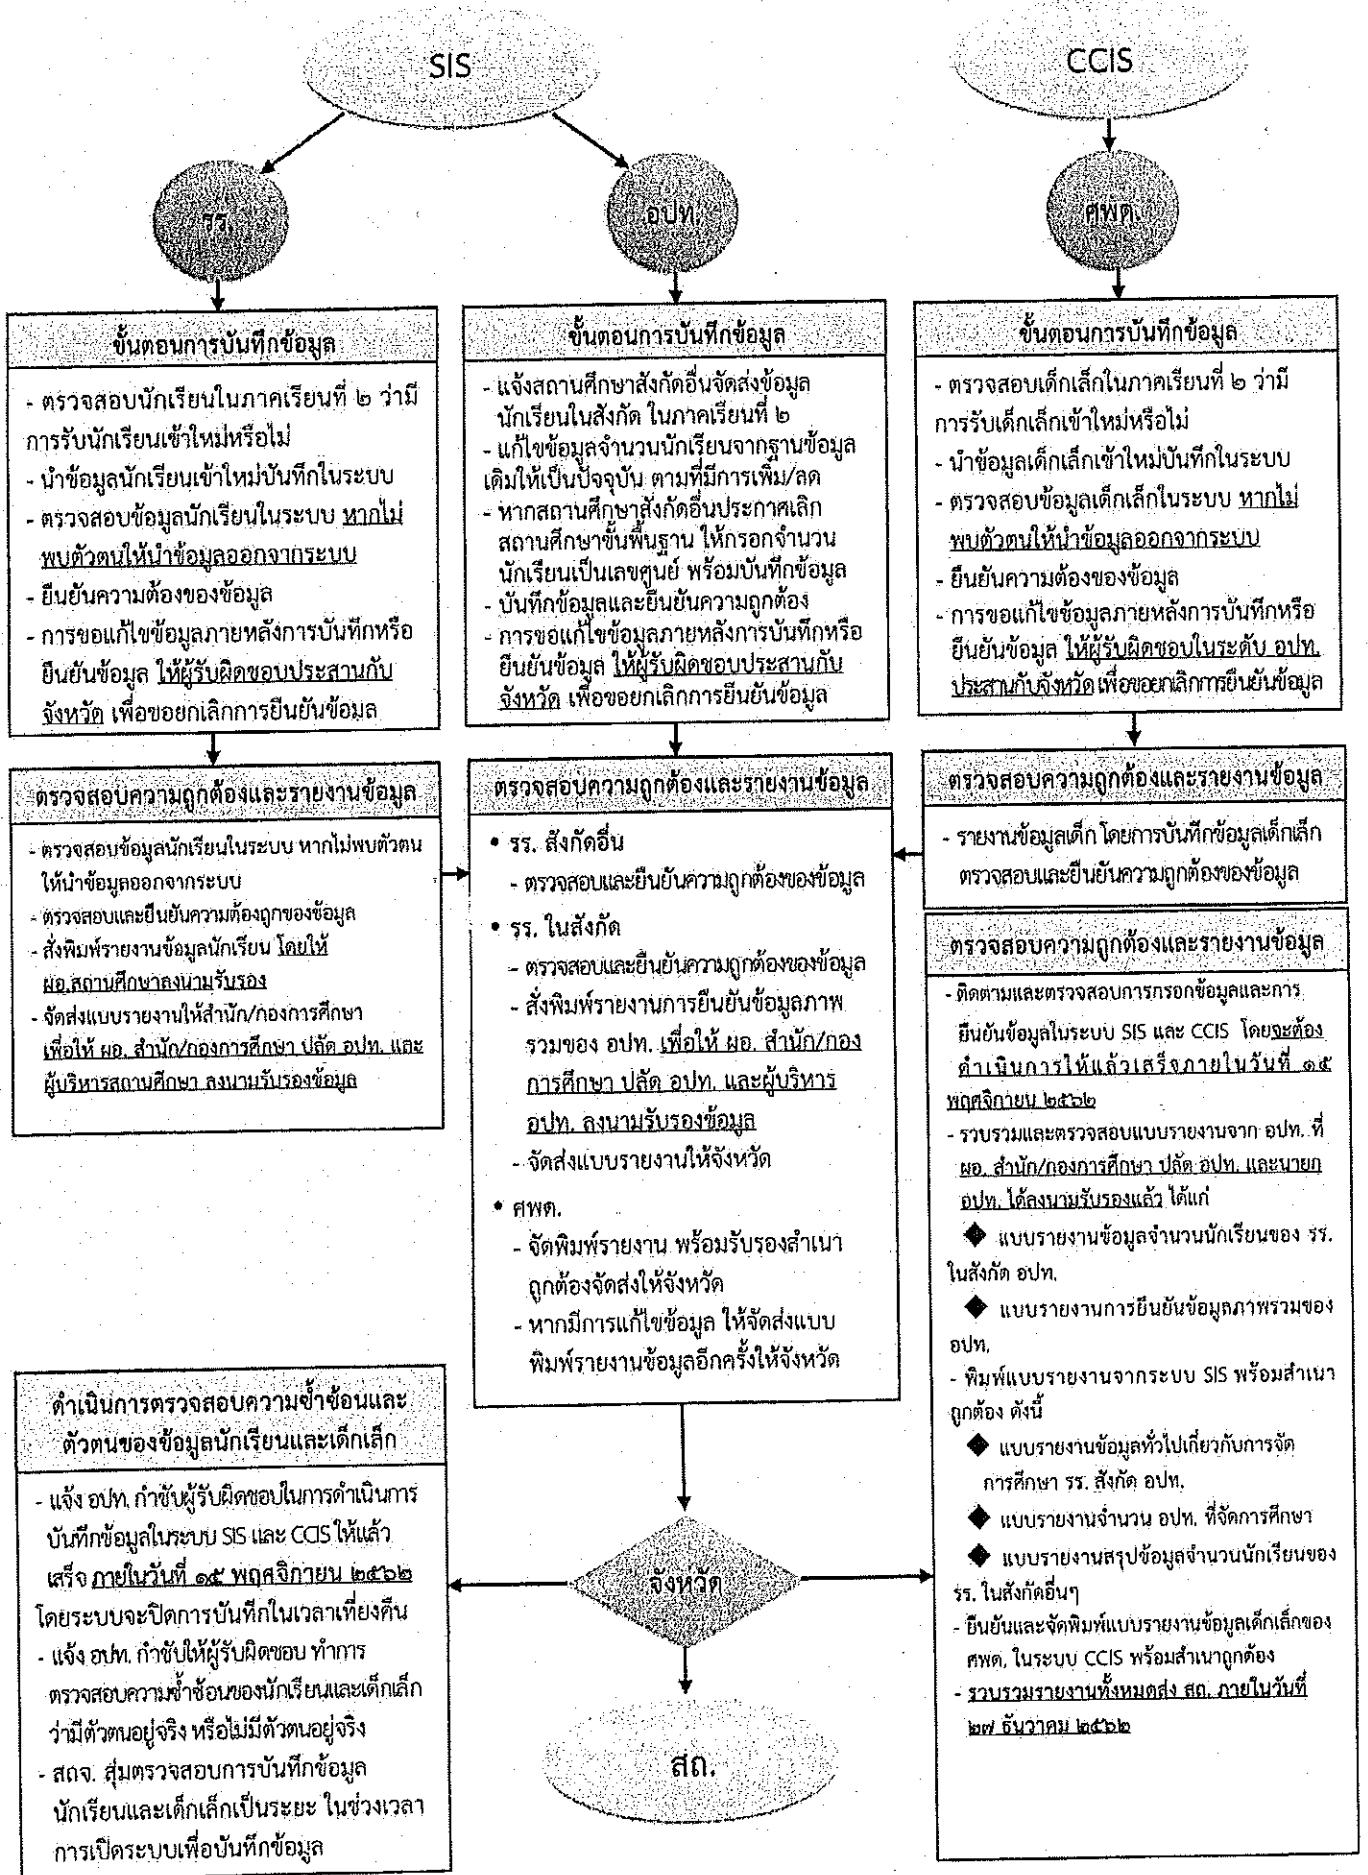 SIS
CCIS
รร.
อปท.
ศพด.
ขั้นตอนการบันทึกข้อมูล
- ตรวจสอบนักเรียนในภาคเรียนที่ ๒ ว่ามี
การรับนักเรียนเข้าใหม่หรือไม่
- นำข้อมูลนักเรียนเข้าใหม่บันทึกในระบบ
- ตรวจสอบข้อมูลนักเรียนในระบบ หากไม่
พบตัวตนให้นำข้อมูลออกจากระบบ
- ยืนยันความต้องของข้อมูล
- การขอแก้ไขข้อมูลภายหลังการบันทึกหรือ
ยืนยันข้อมูล ให้ผู้รับผิดชอบประสานกับ
จังหวัด เพื่อขอยกเลิกการยืนยันข้อมูล
ขั้นตอนการบันทึกข้อมูล
- แจ้งสถานศึกษาสังกัดอื่นจัดส่งข้อมูล
นักเรียนในสังกัด ในภาคเรียนที่ ๒
- แก้ไขข้อมูลจำนวนนักเรียนจากฐานข้อมูล
เดิมให้เป็นปัจจุบัน ตามที่มีการเพิ่ม/ลด
- หากสถานศึกษาสังกัดอื่นประกาศเลิก
สถานศึกษาขั้นพื้นฐาน ให้กรอกจำนวน
นักเรียนเป็นเลขศูนย์ พร้อมบันทึกข้อมูล
- บันทึกข้อมูลและยืนยันความถูกต้อง
- การขอแก้ไขข้อมูลภายหลังการบันทึกหรือ
ยืนยันข้อมูล ให้ผู้รับผิดชอบประสานกับ
จังหวัด เพื่อขอยกเลิกการยืนยันข้อมูล
ขั้นตอนการบันทึกข้อมูล
- ตรวจสอบเด็กเล็กในภาคเรียนที่ ๒ ว่ามี
การรับเด็กเล็กเข้าใหม่หรือไม่
- นำข้อมูลเด็กเล็กเข้าใหม่บันทึกในระบบ
- ตรวจสอบข้อมูลเด็กเล็กในระบบ หากไม่
พบตัวตนให้นำข้อมูลออกจากระบบ
- ยืนยันความต้องของข้อมูล
- การขอแก้ไขข้อมูลภายหลังการบันทึกหรือ
ยืนยันข้อมูล ให้ผู้รับผิดชอบในระดับ อปท.
ประสานกับจังหวัด เพื่อขอยกเลิกการยืนยันข้อมูล
ตรวจสอบความถูกต้องและรายงานข้อมูล
- ตรวจสอบข้อมูลนักเรียนในระบบ หากไม่พบตัวตน
ให้นำข้อมูลออกจากระบบ
- ตรวจสอบและยืนยันความต้องถูกของข้อมูล
- สั่งพิมพ์รายงานข้อมูลนักเรียน โดยให้
ผอ.สถานศึกษาลงนามรับรอง
- จัดส่งแบบรายงานให้สำนัก/กองการศึกษา
เพื่อให้ ผอ. สำนัก/กองการศึกษา ปลัด อปท. และ
ผู้บริหารสถานศึกษา ลงนามรับรองข้อมูล
ตรวจสอบความถูกต้องและรายงานข้อมูล
• รร. สังกัดอื่น
- ตรวจสอบและยืนยันความถูกต้องของข้อมูล
• รร. ในสังกัด
- ตรวจสอบและยืนยันความถูกต้องของข้อมูล
- สั่งพิมพ์รายงานการยืนยันข้อมูลภาพ
รวมของ อปท. เพื่อให้ ผอ. สำนัก/กอง
การศึกษา ปลัด อปท. และผู้บริหาร
อปท. ลงนามรับรองข้อมูล
- จัดส่งแบบรายงานให้จังหวัด
• ศพด.
- จัดพิมพ์รายงาน พร้อมรับรองสำเนา
ถูกต้องจัดส่งให้จังหวัด
- หากมีการแก้ไขข้อมูล ให้จัดส่งแบบ
พิมพ์รายงานข้อมูลอีกครั้งให้จังหวัด
ตรวจสอบความถูกต้องและรายงานข้อมูล
- รายงานข้อมูลเด็ก โดยการบันทึกข้อมูลเด็กเล็ก
ตรวจสอบและยืนยันความถูกต้องของข้อมูล
ตรวจสอบความถูกต้องและรายงานข้อมูล
- ติดตามและตรวจสอบการกรอกข้อมูลและการ
ยืนยันข้อมูลในระบบ SIS และ CCIS โดยจะต้อง
ดำเนินการให้แล้วเสร็จภายในวันที่ ๑๕
พฤศจิกายน ๒๕๖๒
- รวบรวมและตรวจสอบแบบรายงานจาก อปท. ที่
ผอ. สำนัก/กองการศึกษา ปลัด อปท. และนายก
อปท. ได้ลงนามรับรองแล้ว ได้แก่
◆ แบบรายงานข้อมูลจำนวนนักเรียนของ รร.
ในสังกัด อปท.
◆ แบบรายงานการยืนยันข้อมูลภาพรวมของ
อปท.
- พิมพ์แบบรายงานจากระบบ SIS พร้อมสำเนา
ถูกต้อง ดังนี้
◆ แบบรายงานข้อมูลทั่วไปเกี่ยวกับการจัด
การศึกษา รร. สังกัด อปท.
◆ แบบรายงานจำนวน อปท. ที่จัดการศึกษา
◆ แบบรายงานสรุปข้อมูลจำนวนนักเรียนของ
รร. ในสังกัดอื่นๆ
- ยืนยันและจัดพิมพ์แบบรายงานข้อมูลเด็กเล็กของ
ศพด. ในระบบ CCIS พร้อมสำเนาถูกต้อง
- รวบรวมรายงานทั้งหมดส่ง สถ. ภายในวันที่
๒๗ ธันวาคม ๒๕๖๒
ดำเนินการตรวจสอบความซ้ำซ้อนและ
ตัวตนของข้อมูลนักเรียนและเด็กเล็ก
- แจ้ง อปท. กำชับผู้รับผิดชอบในการดำเนินการ
บันทึกข้อมูลในระบบ SIS และ CCIS ให้แล้ว
เสร็จ ภายในวันที่ ๑๕ พฤศจิกายน ๒๕๖๒
โดยระบบจะปิดการบันทึกในเวลาเที่ยงคืน
- แจ้ง อปท. กำชับให้ผู้รับผิดชอบ ทำการ
ตรวจสอบความซ้ำซ้อนของนักเรียนและเด็กเล็ก
ว่ามีตัวตนอยู่จริง หรือไม่มีตัวตนอยู่จริง
- สถจ. สุ่มตรวจสอบการบันทึกข้อมูล
นักเรียนและเด็กเล็กเป็นระยะ ในช่วงเวลา
การเปิดระบบเพื่อบันทึกข้อมูล
จังหวัด
สถ.